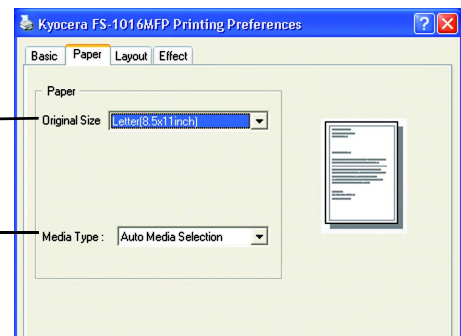 Kyocera FS-1016MFP Printing Preferences
Basic Paper Layout Effect
Paper
Original Size Letter(8.5x11inch)
Media Type : Auto Media Selection